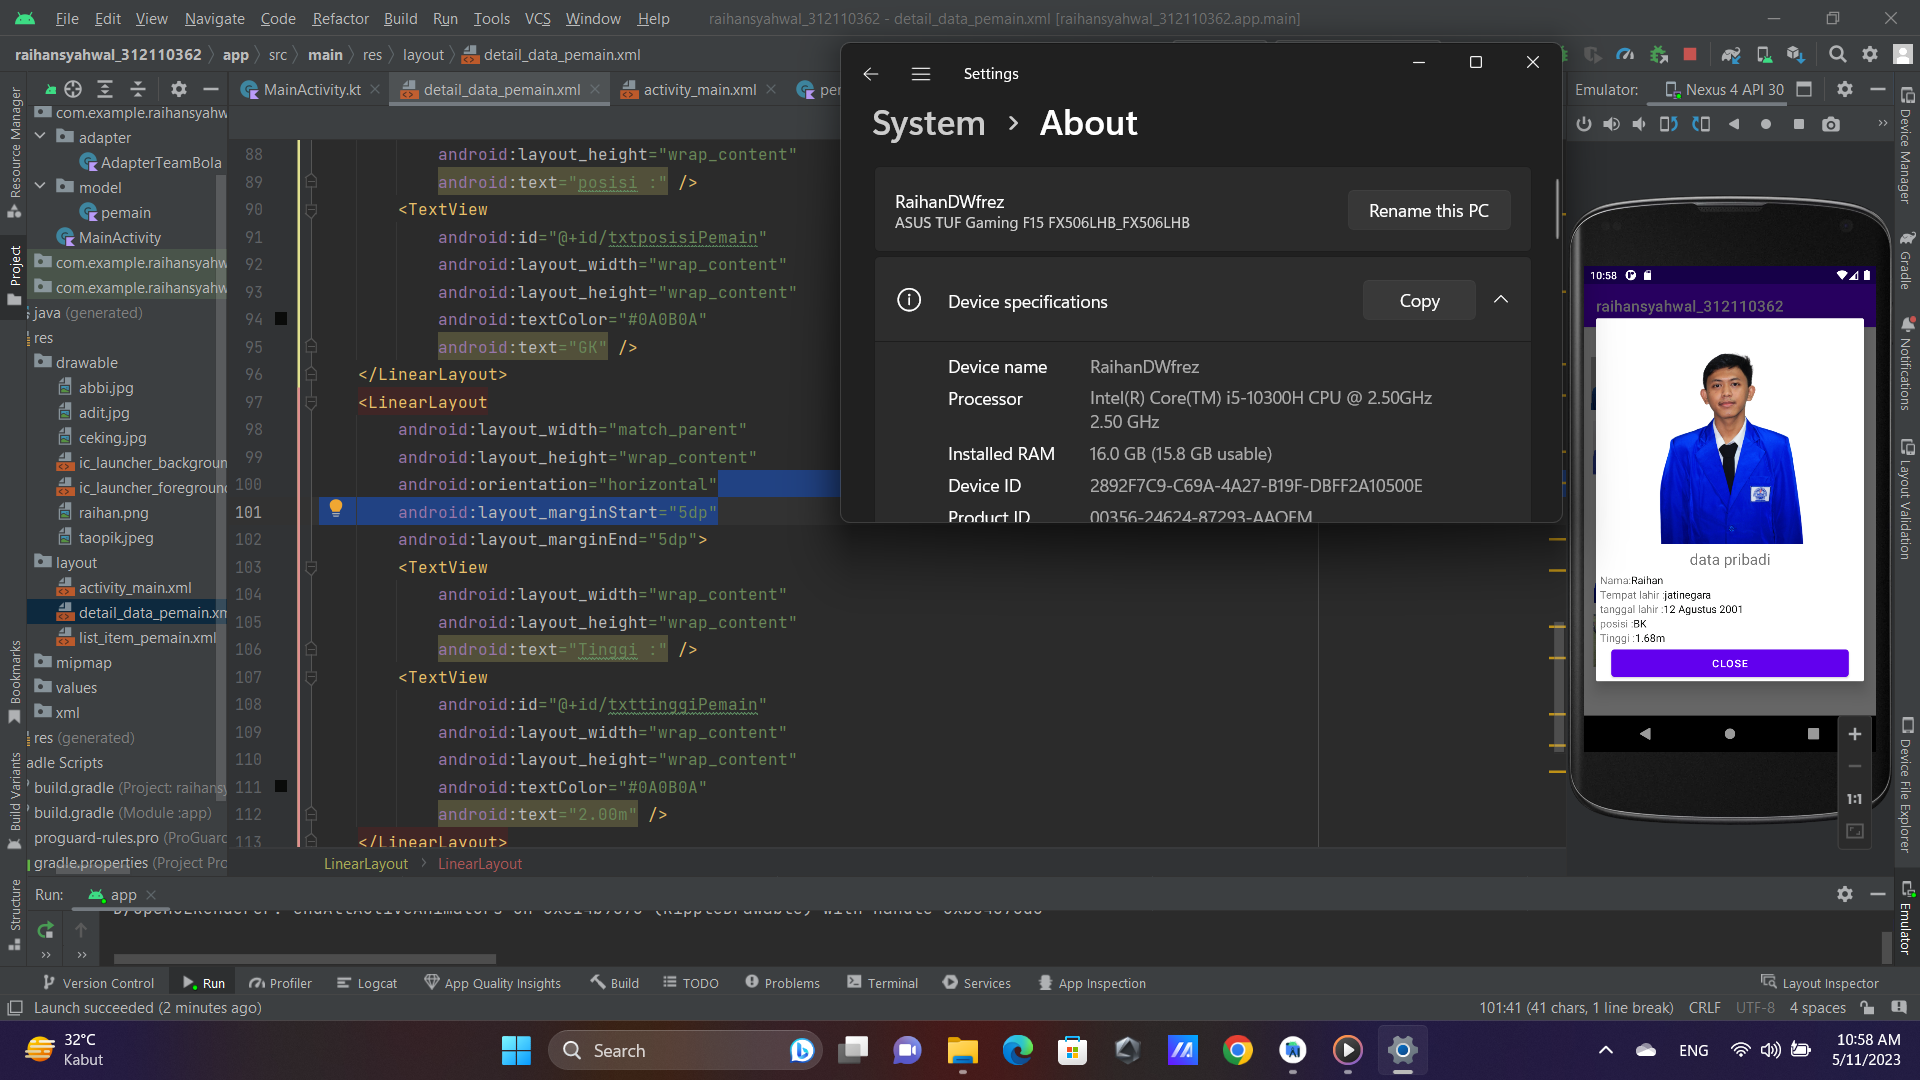 File Edit View Navigate Code Refactor Build Run Tools VCS Window Help raihansyahwal_312110362 - detail_data_pemain.xml [raihansyahwal_312110362.app.main]
raihansyahwal_312110362 > app > src > main > res > layout > detail_data_pemain.xml
MainActivity.kt detail_data_pemain.xml activity_main.xml
Resource Manager
Project
Bookmarks
Build Variants
Structure
com.example.raihansyahw
adapter
AdapterTeamBola
model
pemain
MainActivity
com.example.raihansyahw
com.example.raihansyahw
java (generated)
res
drawable
abbi.jpg
adit.jpg
ceking.jpg
ic_launcher_backgroun
ic_launcher_foreground
raihan.png
taopik.jpeg
layout
activity_main.xml
detail_data_pemain.xm
list_item_pemain.xml
mipmap
values
xml
res (generated)
adle Scripts
build.gradle (Project: raihansy
build.gradle (Module :app)
proguard-rules.pro (ProGuard
gradle.properties (Project Pro
88 android:layout_height="wrap_content"
89 android:text="posisi :" />
90 <TextView
91 android:id="@+id/txtposisiPemain"
92 android:layout_width="wrap_content"
93 android:layout_height="wrap_content"
94 android:textColor="#0A0B0A"
95 android:text="GK" />
96 </LinearLayout>
97 <LinearLayout
98 android:layout_width="match_parent"
99 android:layout_height="wrap_content"
100 android:orientation="horizontal"
101 android:layout_marginStart="5dp"
102 android:layout_marginEnd="5dp">
103 <TextView
104 android:layout_width="wrap_content"
105 android:layout_height="wrap_content"
106 android:text="Tinggi :" />
107 <TextView
108 android:id="@+id/txttinggiPemain"
109 android:layout_width="wrap_content"
110 android:layout_height="wrap_content"
111 android:textColor="#0A0B0A"
112 android:text="2.00m" />
113 </LinearLayout>
LinearLayout > LinearLayout
Settings
System > About
RaihanDWfrez
ASUS TUF Gaming F15 FX506LHB_FX506LHB
Rename this PC
Device specifications
Copy
Device name RaihanDWfrez
Processor Intel(R) Core(TM) i5-10300H CPU @ 2.50GHz
2.50 GHz
Installed RAM 16.0 GB (15.8 GB usable)
Device ID 2892F7C9-C69A-4A27-B19F-DBFF2A10500E
Product ID 00356-24624-87293-AAOEM
Emulator: Nexus 4 API 30
10:58
raihansyahwal_312110362
data pribadi
Nama:Raihan
Tempat lahir :jatinegara
tanggal lahir :12 Agustus 2001
posisi :BK
Tinggi :1.68m
CLOSE
1:1
Device Manager
Gradle
Notifications
Layout Validation
Device File Explorer
Emulator
Run: app
Version Control Run Profiler Logcat App Quality Insights Build TODO Problems Terminal Services App Inspection Layout Inspector
Launch succeeded (2 minutes ago) 101:41 (41 chars, 1 line break) CRLF UTF-8 4 spaces
32°C
Kabut
Search
ENG
10:58 AM
5/11/2023